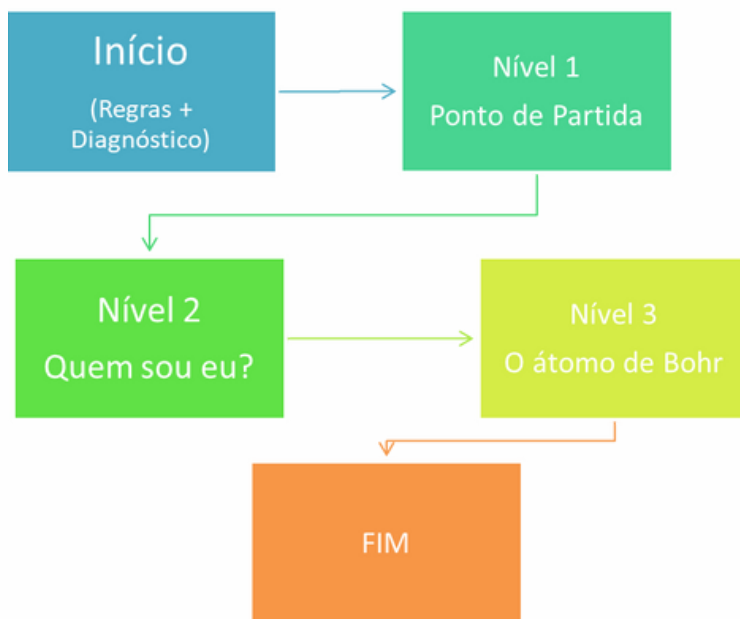 Início
(Regras +
Diagnóstico)
Nível 1
Ponto de Partida
Nível 2
Quem sou eu?
Nível 3
O átomo de Bohr
FIM